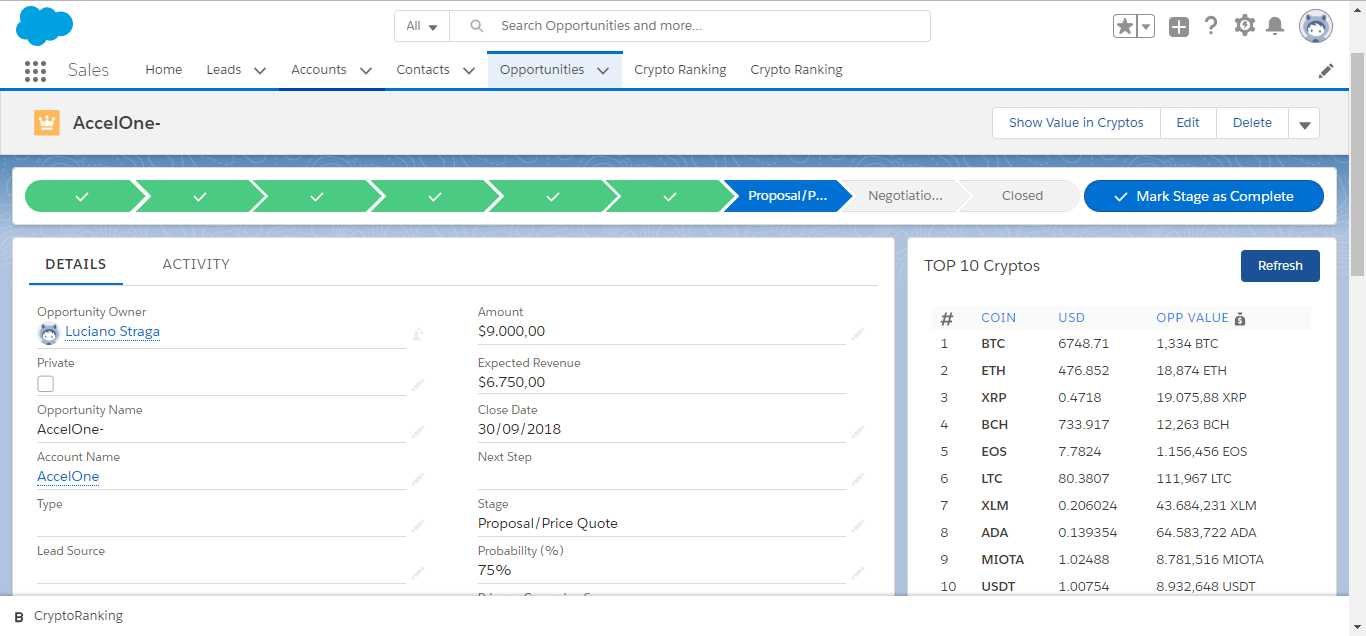 All Search Opportunities and more...
Sales Home Leads Accounts Contacts Opportunities Crypto Ranking Crypto Ranking
AccelOne-
Show Value in Cryptos Edit Delete
Proposal/P... Negotiatio... Closed Mark Stage as Complete
DETAILS ACTIVITY
Opportunity Owner
Luciano Straga
Private
Opportunity Name
AccelOne-
Account Name
AccelOne
Type
Lead Source
Amount
$9.000,00
Expected Revenue
$6.750,00
Close Date
30/09/2018
Next Step
Stage
Proposal/Price Quote
Probability (%)
75%
TOP 10 Cryptos Refresh
# COIN USD OPP VALUE
1 BTC 6748.71 1,334 BTC
2 ETH 476.852 18,874 ETH
3 XRP 0.4718 19.075,88 XRP
4 BCH 733.917 12,263 BCH
5 EOS 7.7824 1.156,456 EOS
6 LTC 80.3807 111,967 LTC
7 XLM 0.206024 43.684,231 XLM
8 ADA 0.139354 64.583,722 ADA
9 MIOTA 1.02488 8.781,516 MIOTA
10 USDT 1.00754 8.932,648 USDT
B CryptoRanking